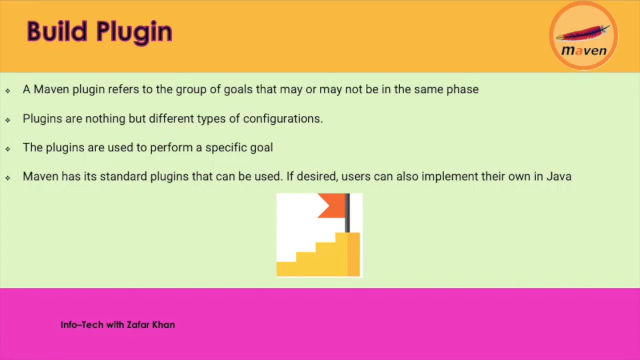 Build Plugin
maven
A Maven plugin refers to the group of goals that may or may not be in the same phase
Plugins are nothing but different types of configurations.
The plugins are used to perform a specific goal
Maven has its standard plugins that can be used. If desired, users can also implement their own in Java
Info–Tech with Zafar Khan